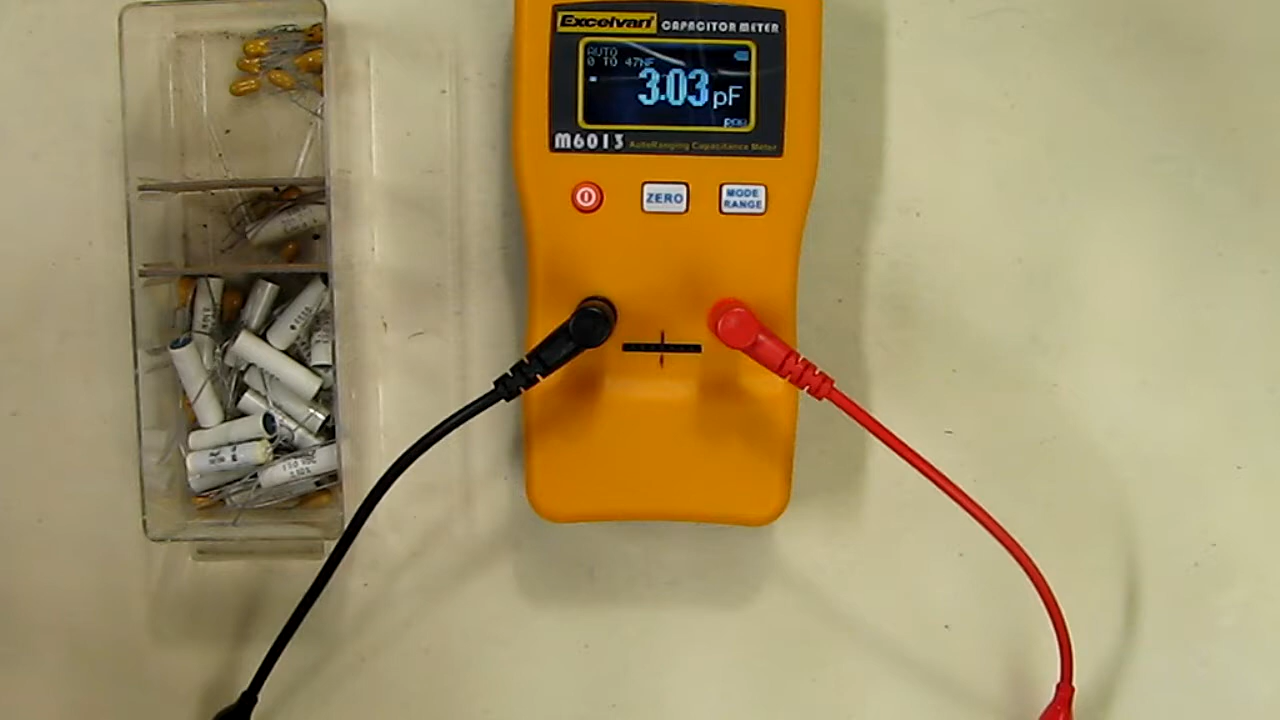 Excelvan CAPACITOR METER
AUTO
0 TO 47NF
- 3.03 pF
M6013 AutoRanging Capacitance Meter
ZERO
MODE
RANGE